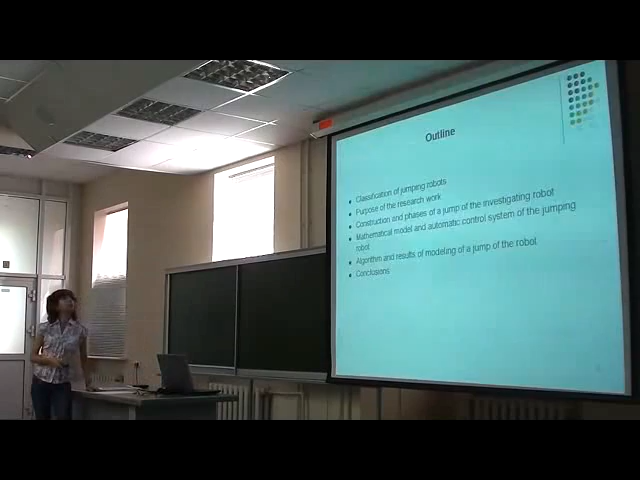 Outline
Classification of jumping robots
Purpose of the research work
Construction and phases of a jump of the investigating robot
Mathematical model and automatic control system of the jumping
robot
Algorithm and results of modeling of a jump of the robot
Conclusions